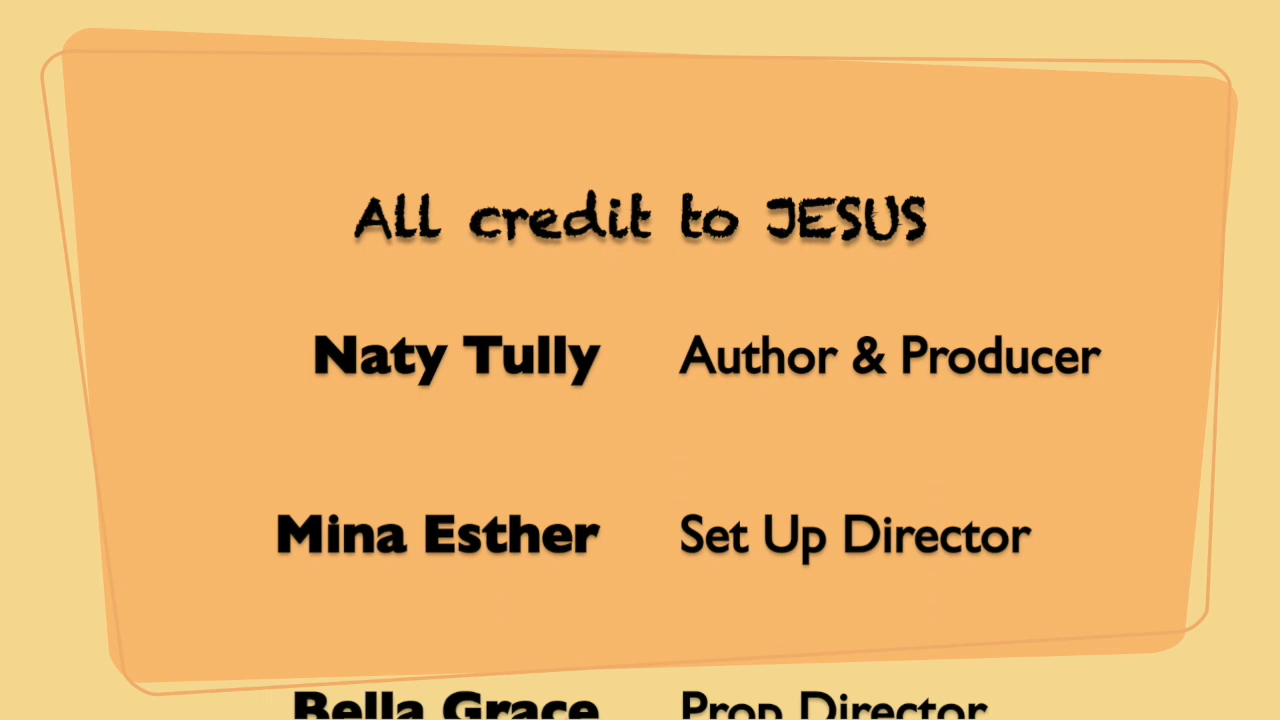 All credit to JESUS
Naty Tully Author & Producer
Mina Esther Set Up Director
Bella Grace Prop Director